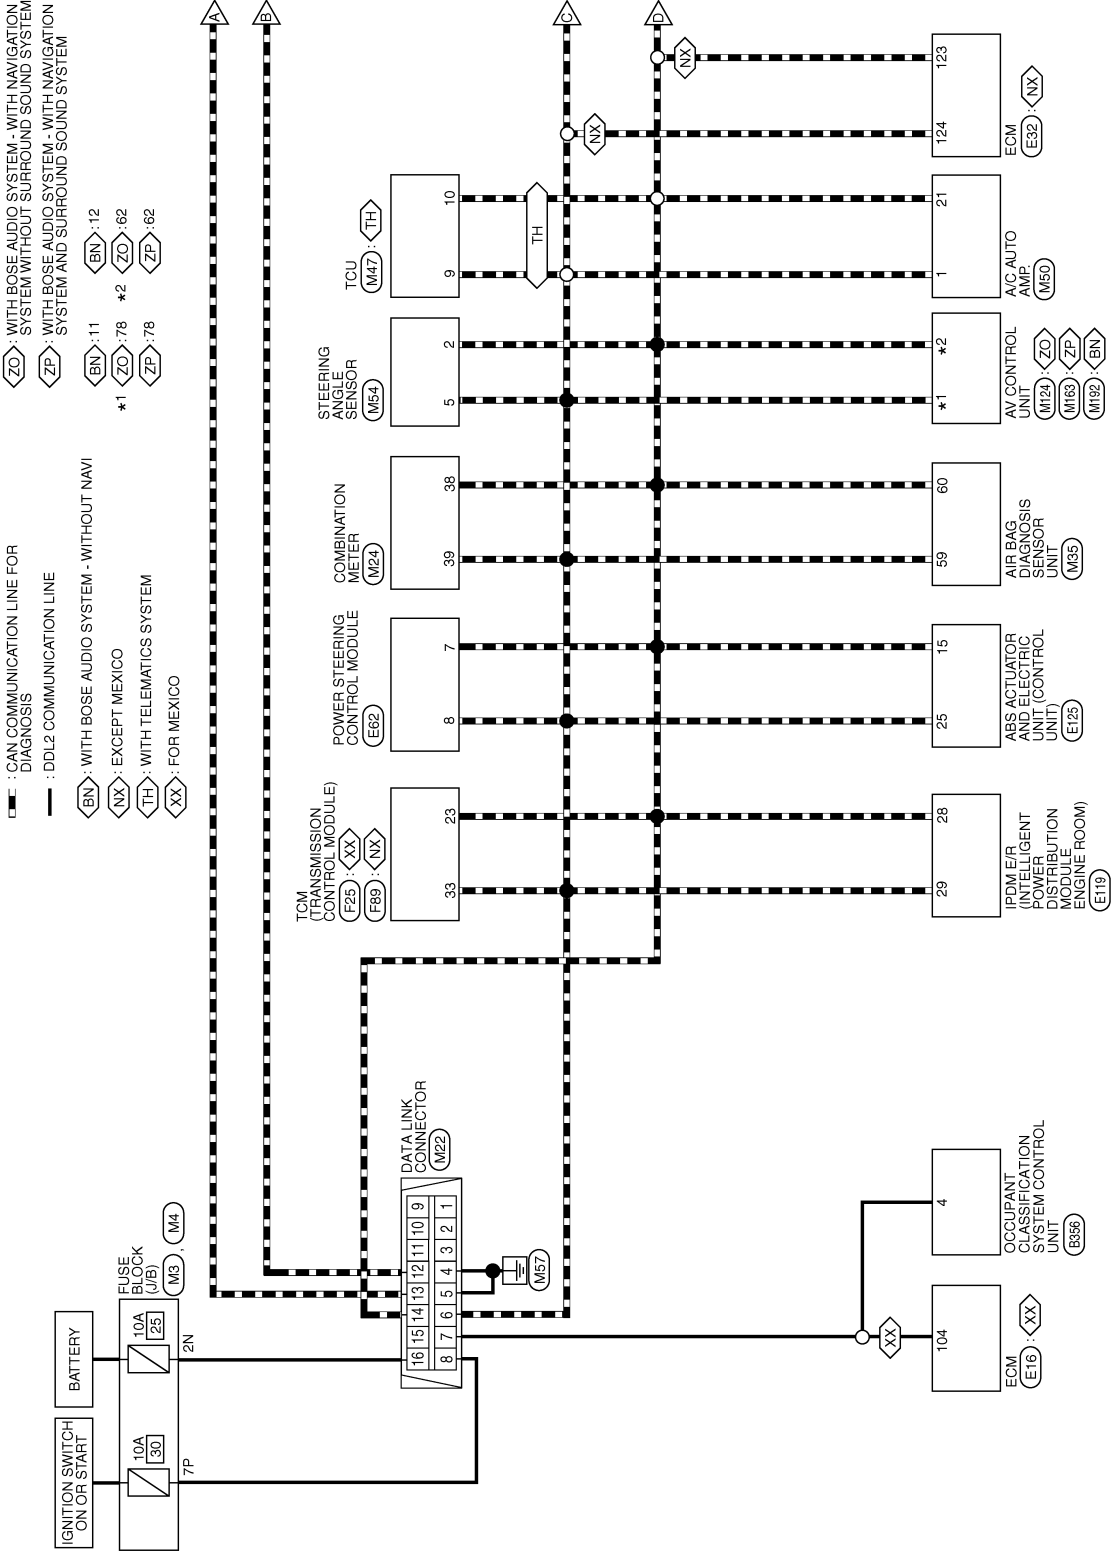 : CAN COMMUNICATION LINE FOR
DIAGNOSIS
: DDL2 COMMUNICATION LINE
BN : WITH BOSE AUDIO SYSTEM - WITHOUT NAVI
NX : EXCEPT MEXICO
TH : WITH TELEMATICS SYSTEM
XX : FOR MEXICO
ZO : WITH BOSE AUDIO SYSTEM - WITH NAVIGATION
SYSTEM WITHOUT SURROUND SOUND SYSTEM
ZP : WITH BOSE AUDIO SYSTEM - WITH NAVIGATION
SYSTEM AND SURROUND SOUND SYSTEM
BN :11
*1 ZO :78
ZP :78
BN :12
*2 ZO :62
ZP :62
IGNITION SWITCH
ON OR START
BATTERY
FUSE
BLOCK
(J/B)
M3 , M4
10A
30
7P
10A
25
2N
A
B
C
D
DATA LINK
CONNECTOR
M22
16 15 14 13 12 11 10 9
8 7 6 5 4 3 2 1
M57
TCM
(TRANSMISSION
CONTROL MODULE)
F25 : XX
F89 : NX
33 23
POWER STEERING
CONTROL MODULE
E62
8 7
COMBINATION
METER
M24
39 38
STEERING
ANGLE
SENSOR
M54
5 2
TCU
M47 : TH
9 10
TH
NX
NX
XX
104
ECM
E16 : XX
4
OCCUPANT
CLASSIFICATION
SYSTEM CONTROL
UNIT
B356
29 28
IPDM E/R
(INTELLIGENT
POWER
DISTRIBUTION
MODULE
ENGINE ROOM)
E119
25 15
ABS ACTUATOR
AND ELECTRIC
UNIT (CONTROL
UNIT)
E125
59 60
AIR BAG
DIAGNOSIS
SENSOR
UNIT
M35
*1 *2
AV CONTROL
UNIT
M124 : ZO
M163 : ZP
M192 : BN
1 21
A/C AUTO
AMP.
M50
124 123
ECM
E32 : NX